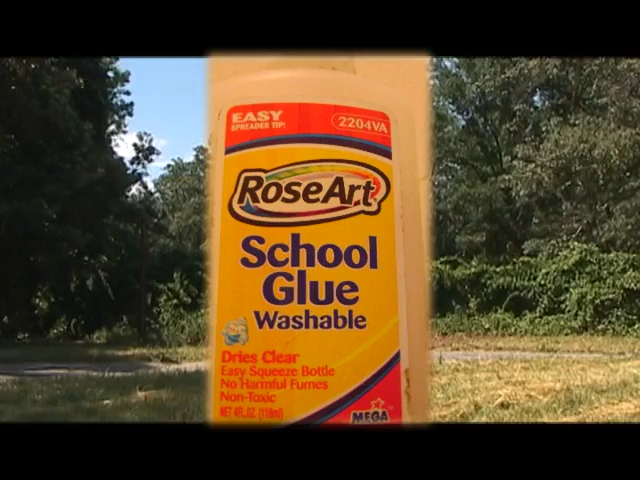 EASY
SPREADER TIP!
2204VA
RoseArt
School
Glue
Washable
Dries Clear
Easy Squeeze Bottle
No Harmful Fumes
Non-Toxic
NET 4FL.OZ. (118ml)
MEGA